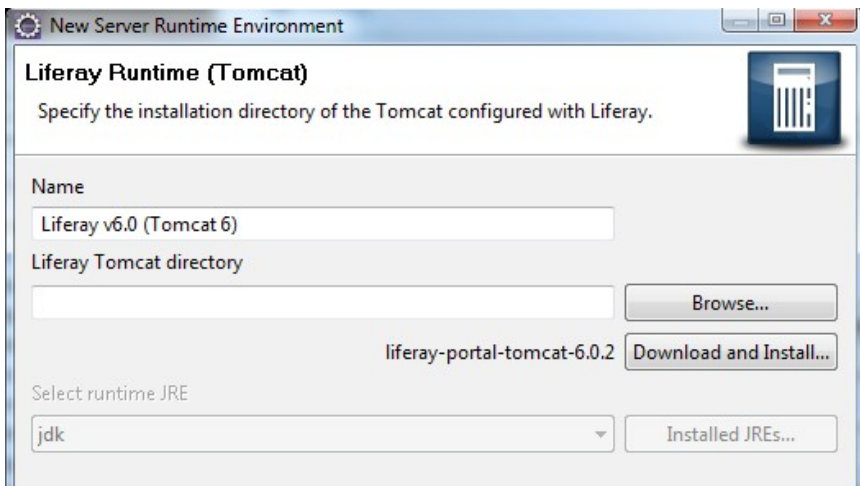 New Server Runtime Environment
Liferay Runtime (Tomcat)
Specify the installation directory of the Tomcat configured with Liferay.
Name
Liferay v6.0 (Tomcat 6)
Liferay Tomcat directory
Browse...
liferay-portal-tomcat-6.0.2 Download and Install...
Select runtime JRE
jdk Installed JREs...